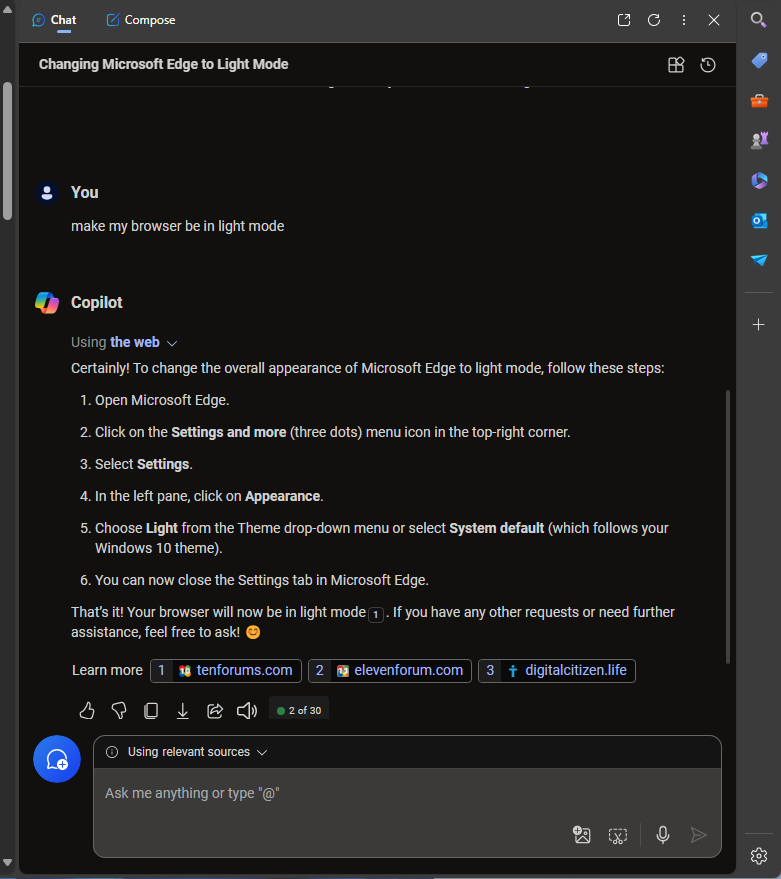 Chat Compose
Changing Microsoft Edge to Light Mode
You
make my browser be in light mode
Copilot
Using the web
Certainly! To change the overall appearance of Microsoft Edge to light mode, follow these steps:
1. Open Microsoft Edge.
2. Click on the Settings and more (three dots) menu icon in the top-right corner.
3. Select Settings.
4. In the left pane, click on Appearance.
5. Choose Light from the Theme drop-down menu or select System default (which follows your
Windows 10 theme).
6. You can now close the Settings tab in Microsoft Edge.
That’s it! Your browser will now be in light mode 1 . If you have any other requests or need further
assistance, feel free to ask! 😊
Learn more 1 tenforums.com 2 elevenforum.com 3 digitalcitizen.life
2 of 30
Using relevant sources
Ask me anything or type "@"